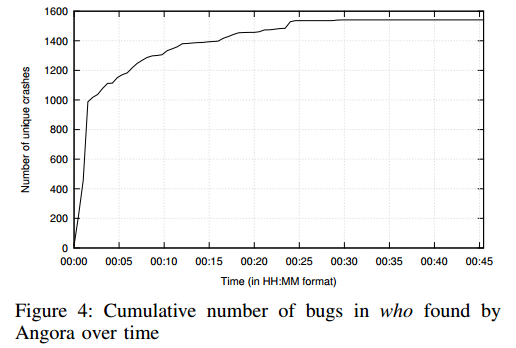 1600
1400
1200
1000
800
600
400
200
0
Number of unique crashes
00:00 00:05 00:10 00:15 00:20 00:25 00:30 00:35 00:40 00:45
Time (in HH:MM format)
Figure 4: Cumulative number of bugs in who found by
Angora over time